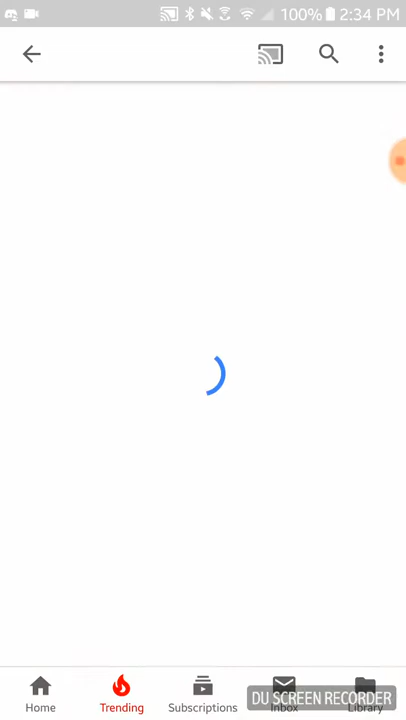 100% 2:34 PM
Home Trending Subscriptions Inbox Library
DU SCREEN RECORDER